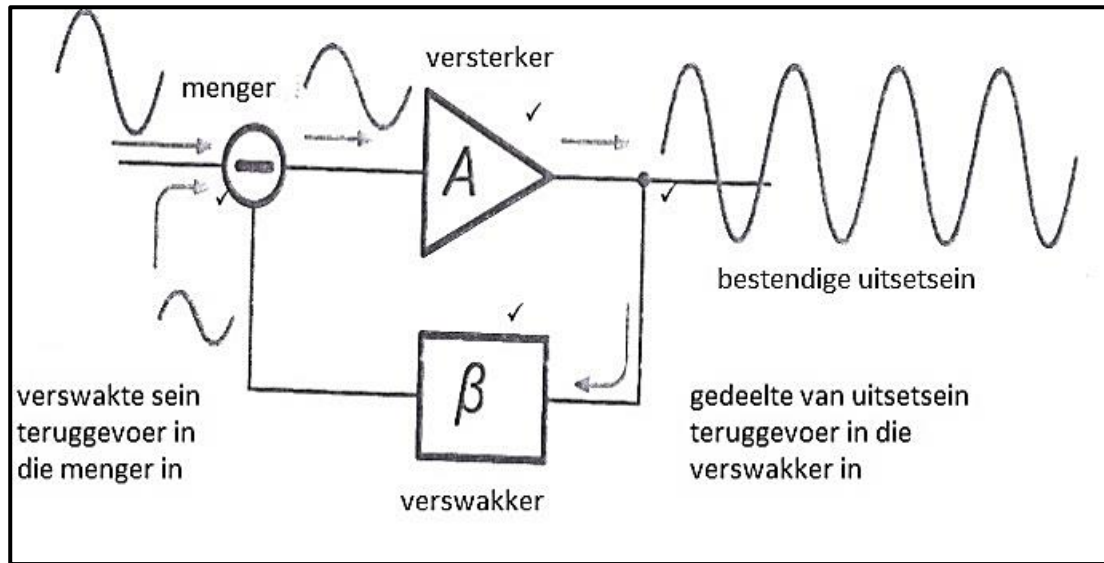 versterker
menger
A
bestendige uitsetsein
β
verswakte sein
teruggevoer in
die menger in
verswakker
gedeelte van uitsetsein
teruggevoer in die
verswakker in